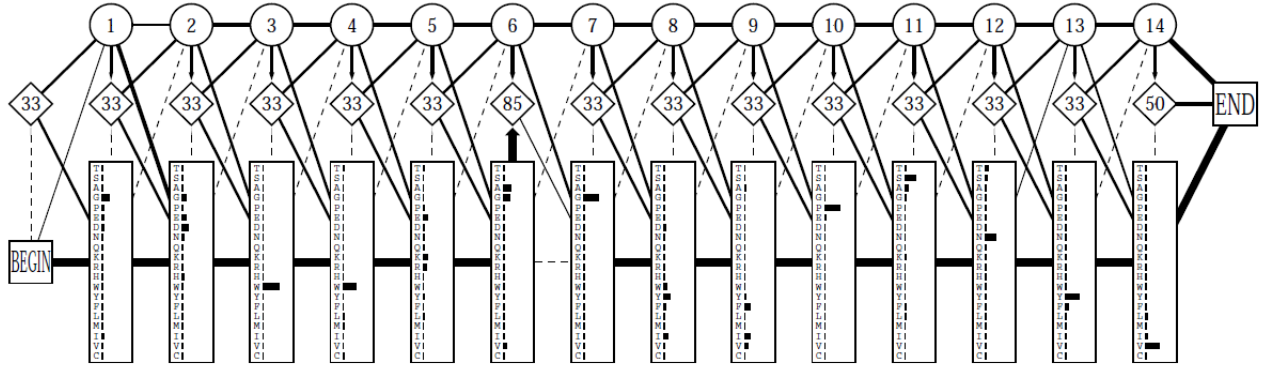 1 2 3 4 5 6 7 8 9 10 11 12 13 14
33 33 33 33 33 33 85 33 33 33 33 33 33 33 50 END
BEGIN
T S A G P E D N Q K R H W Y F L M I V C
T S A G P E D N Q K R H W Y F L M I V C
T S A G P E D N Q K R H W Y F L M I V C
T S A G P E D N Q K R H W Y F L M I V C
T S A G P E D N Q K R H W Y F L M I V C
T S A G P E D N Q K R H W Y F L M I V C
T S A G P E D N Q K R H W Y F L M I V C
T S A G P E D N Q K R H W Y F L M I V C
T S A G P E D N Q K R H W Y F L M I V C
T S A G P E D N Q K R H W Y F L M I V C
T S A G P E D N Q K R H W Y F L M I V C
T S A G P E D N Q K R H W Y F L M I V C
T S A G P E D N Q K R H W Y F L M I V C
T S A G P E D N Q K R H W Y F L M I V C